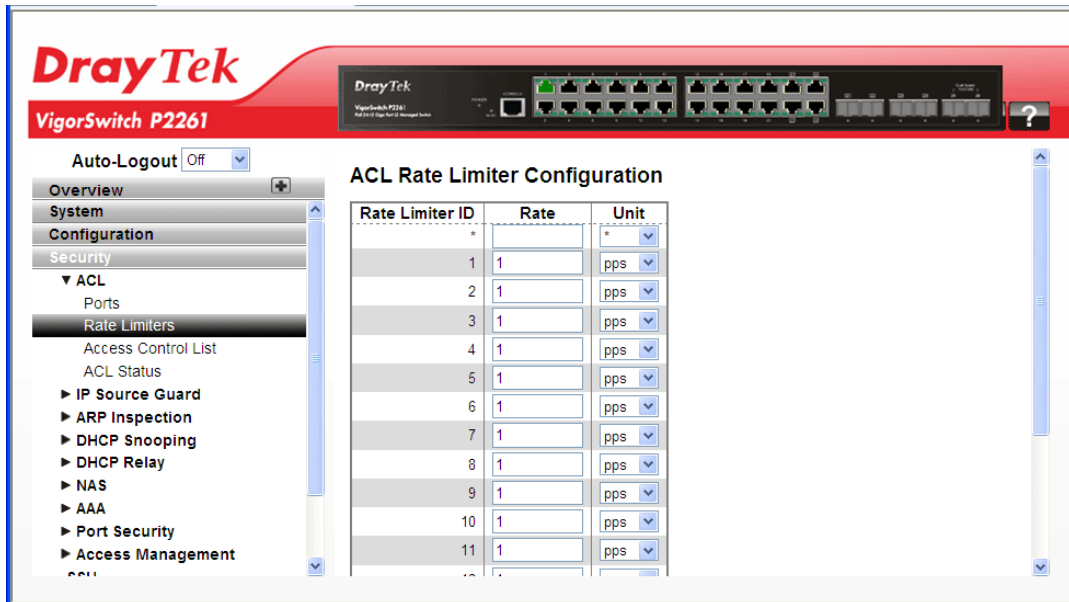 DrayTek
VigorSwitch P2261
DrayTek
VigorSwitch P2261
POWER
CONSOLE
?
Auto-Logout Off
Overview
System
Configuration
Security
▼ ACL
Ports
Rate Limiters
Access Control List
ACL Status
► IP Source Guard
► ARP Inspection
► DHCP Snooping
► DHCP Relay
► NAS
► AAA
► Port Security
► Access Management
ACL Rate Limiter Configuration
Rate Limiter ID Rate Unit
* *
1 1 pps
2 1 pps
3 1 pps
4 1 pps
5 1 pps
6 1 pps
7 1 pps
8 1 pps
9 1 pps
10 1 pps
11 1 pps